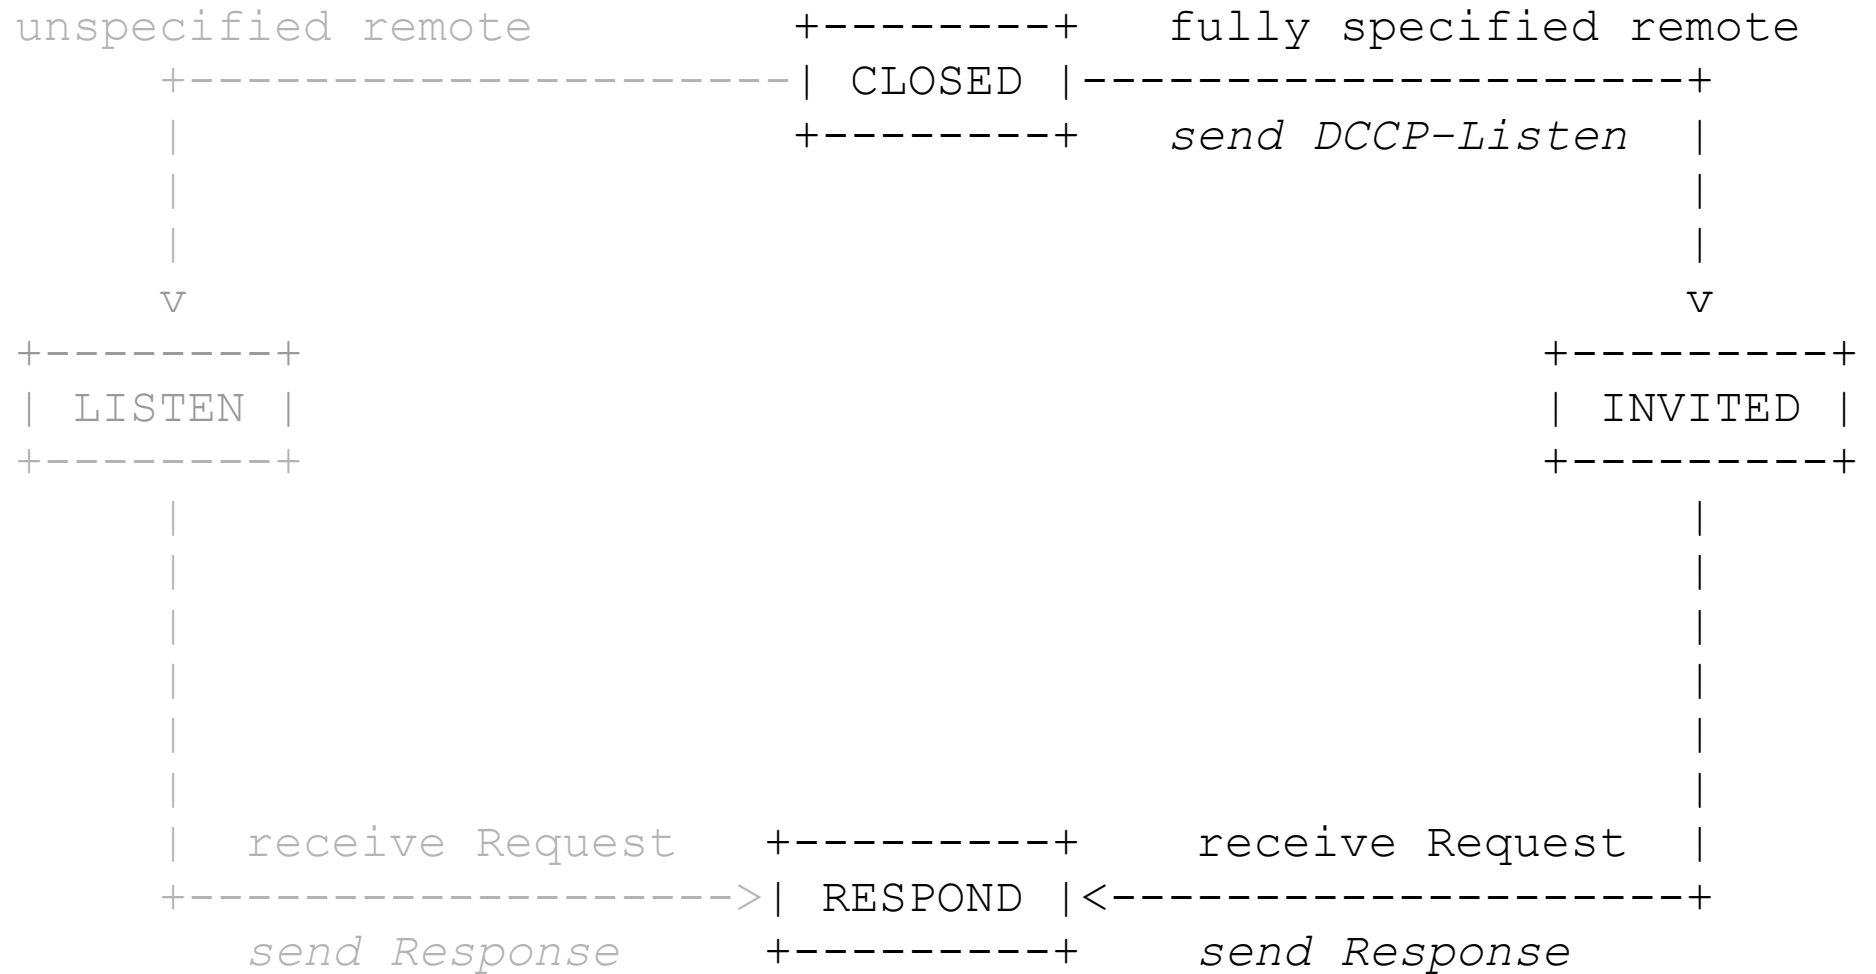 unspecified remote         +--------+   fully specified remote
     +---------------------| CLOSED |---------------------+
     |                     +--------+   send DCCP-Listen  |
     |                                                    |
     |                                                    |
     v                                                    v
+--------+                                           +---------+
| LISTEN |                                           | INVITED |
+--------+                                           +---------+
     |                                                    |
     |                                                    |
     |                                                    |
     |                                                    |
     |                                                    |
     |                                                    |
     |  receive Request   +---------+    receive Request  |
     +------------------->| RESPOND |<--------------------+
        send Response     +---------+    send Response